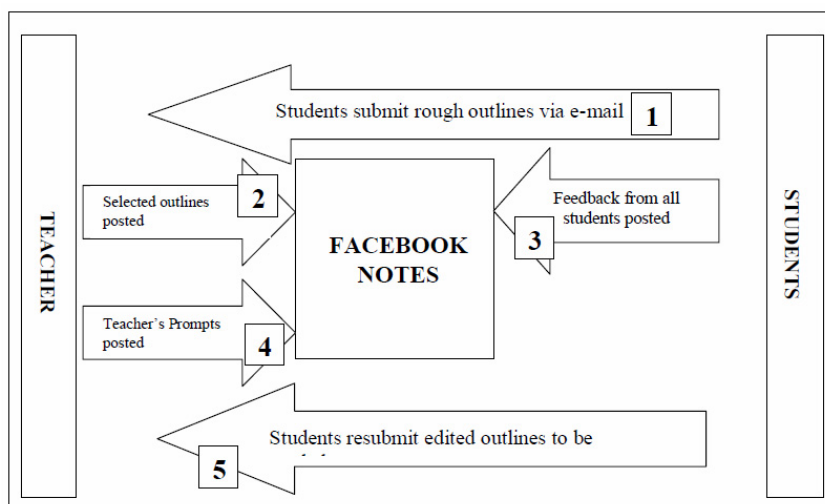 Students submit rough outlines via e-mail
1
TEACHER
Selected outlines
posted
2
FACEBOOK
NOTES
Feedback from all
students posted
3
STUDENTS
Teacher's Prompts
posted
4
Students resubmit edited outlines to be
5